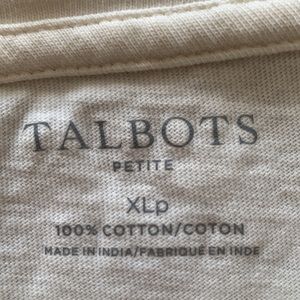 TALBOTS
PETITE
XLp
100% COTTON/COTON
MADE IN INDIA/FABRIQUÉ EN INDE